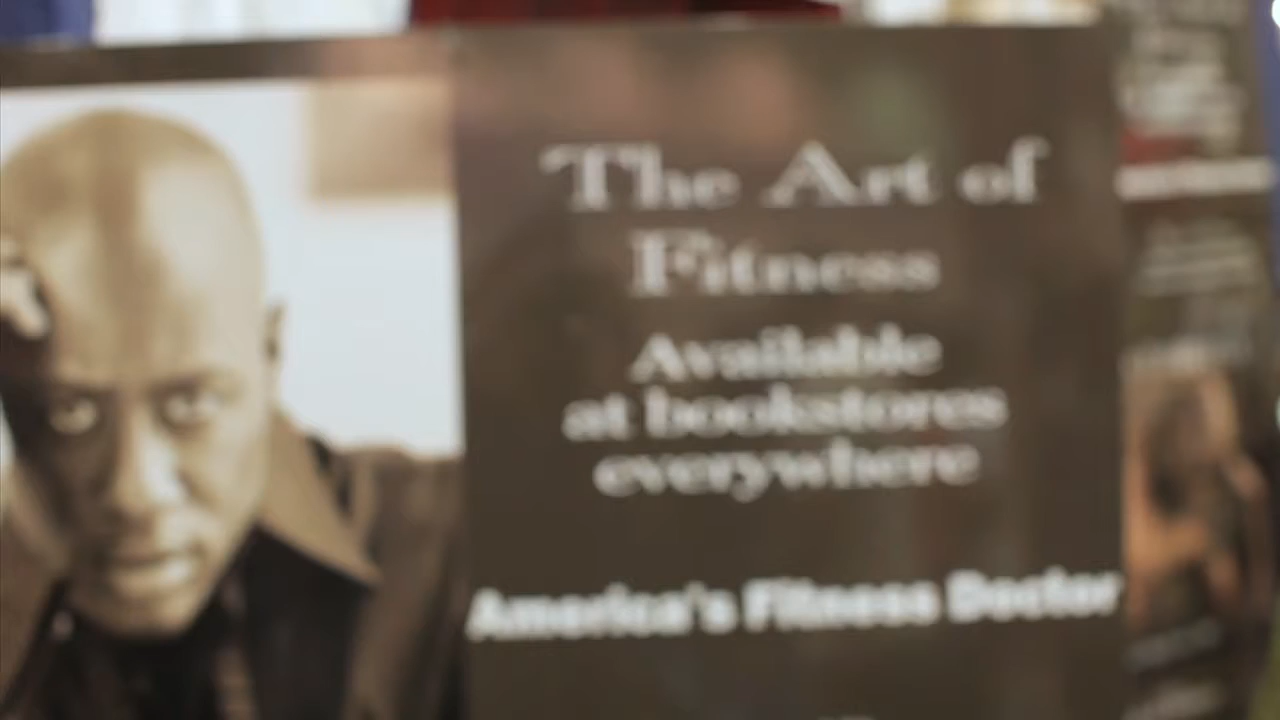 The Art of
Fitness
Available
at bookstores
everywhere
America's Fitness Doctor